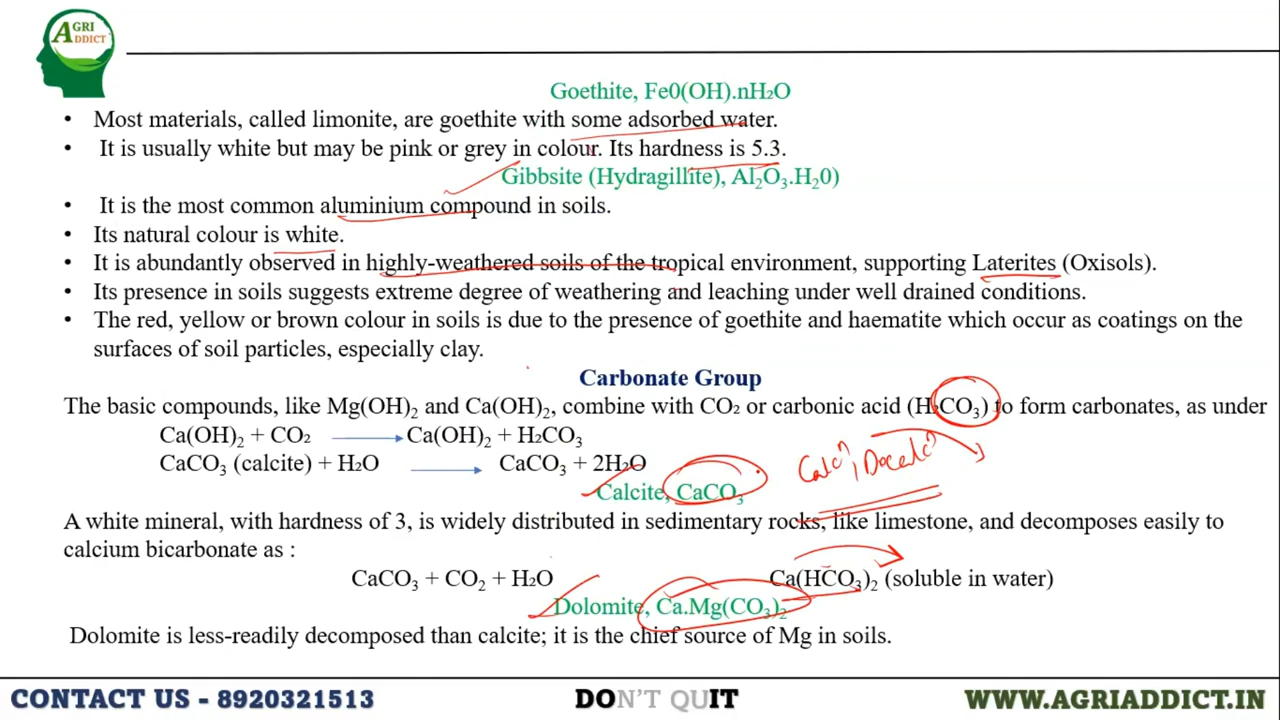 AGRI
ADDICT
Goethite, Fe0(OH).nH₂O
• Most materials, called limonite, are goethite with some adsorbed water.
• It is usually white but may be pink or grey in colour. Its hardness is 5.3.
Gibbsite (Hydragillite), Al₂O₃.H₂0)
• It is the most common aluminium compound in soils.
• Its natural colour is white.
• It is abundantly observed in highly-weathered soils of the tropical environment, supporting Laterites (Oxisols).
• Its presence in soils suggests extreme degree of weathering and leaching under well drained conditions.
• The red, yellow or brown colour in soils is due to the presence of goethite and haematite which occur as coatings on the
surfaces of soil particles, especially clay.
Carbonate Group
The basic compounds, like Mg(OH)₂ and Ca(OH)₂, combine with CO₂ or carbonic acid (H₂CO₃) to form carbonates, as under
Ca(OH)₂ + CO₂ → Ca(OH)₂ + H₂CO₃
CaCO₃ (calcite) + H₂O → CaCO₃ + 2H₂O
Calcite, CaCO₃
A white mineral, with hardness of 3, is widely distributed in sedimentary rocks, like limestone, and decomposes easily to
calcium bicarbonate as :
CaCO₃ + CO₂ + H₂O Ca(HCO₃)₂ (soluble in water)
Dolomite, Ca.Mg(CO₃)₂
Dolomite is less-readily decomposed than calcite; it is the chief source of Mg in soils.
CONTACT US - 8920321513 DON'T QUIT WWW.AGRIADDICT.IN